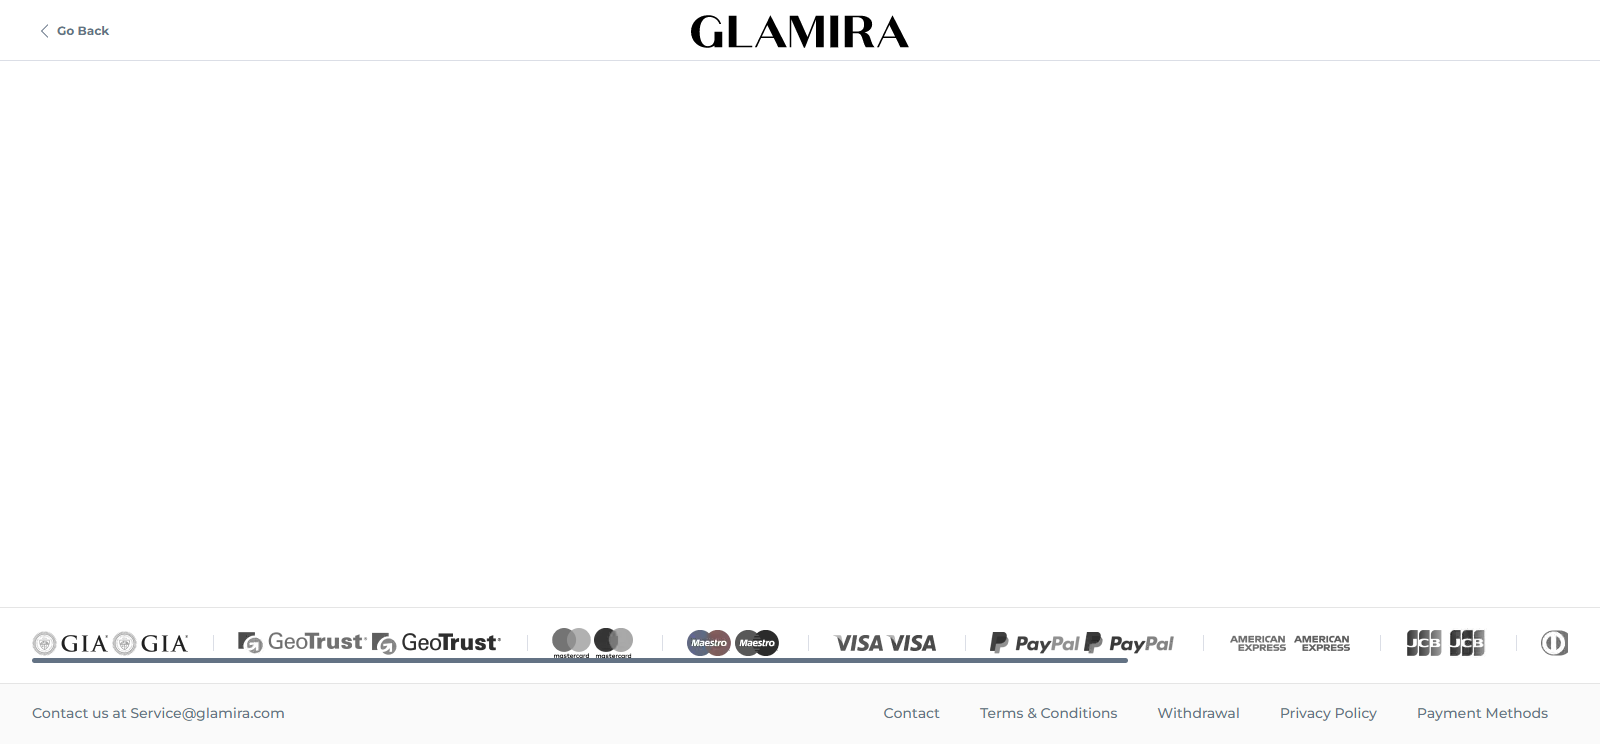 Go Back
GLAMIRA
GIA GIA
GeoTrust GeoTrust
mastercard mastercard
Maestro Maestro
VISA VISA
PayPal PayPal
AMERICAN EXPRESS AMERICAN EXPRESS
JCB JCB
Contact us at Service@glamira.com
Contact
Terms & Conditions
Withdrawal
Privacy Policy
Payment Methods